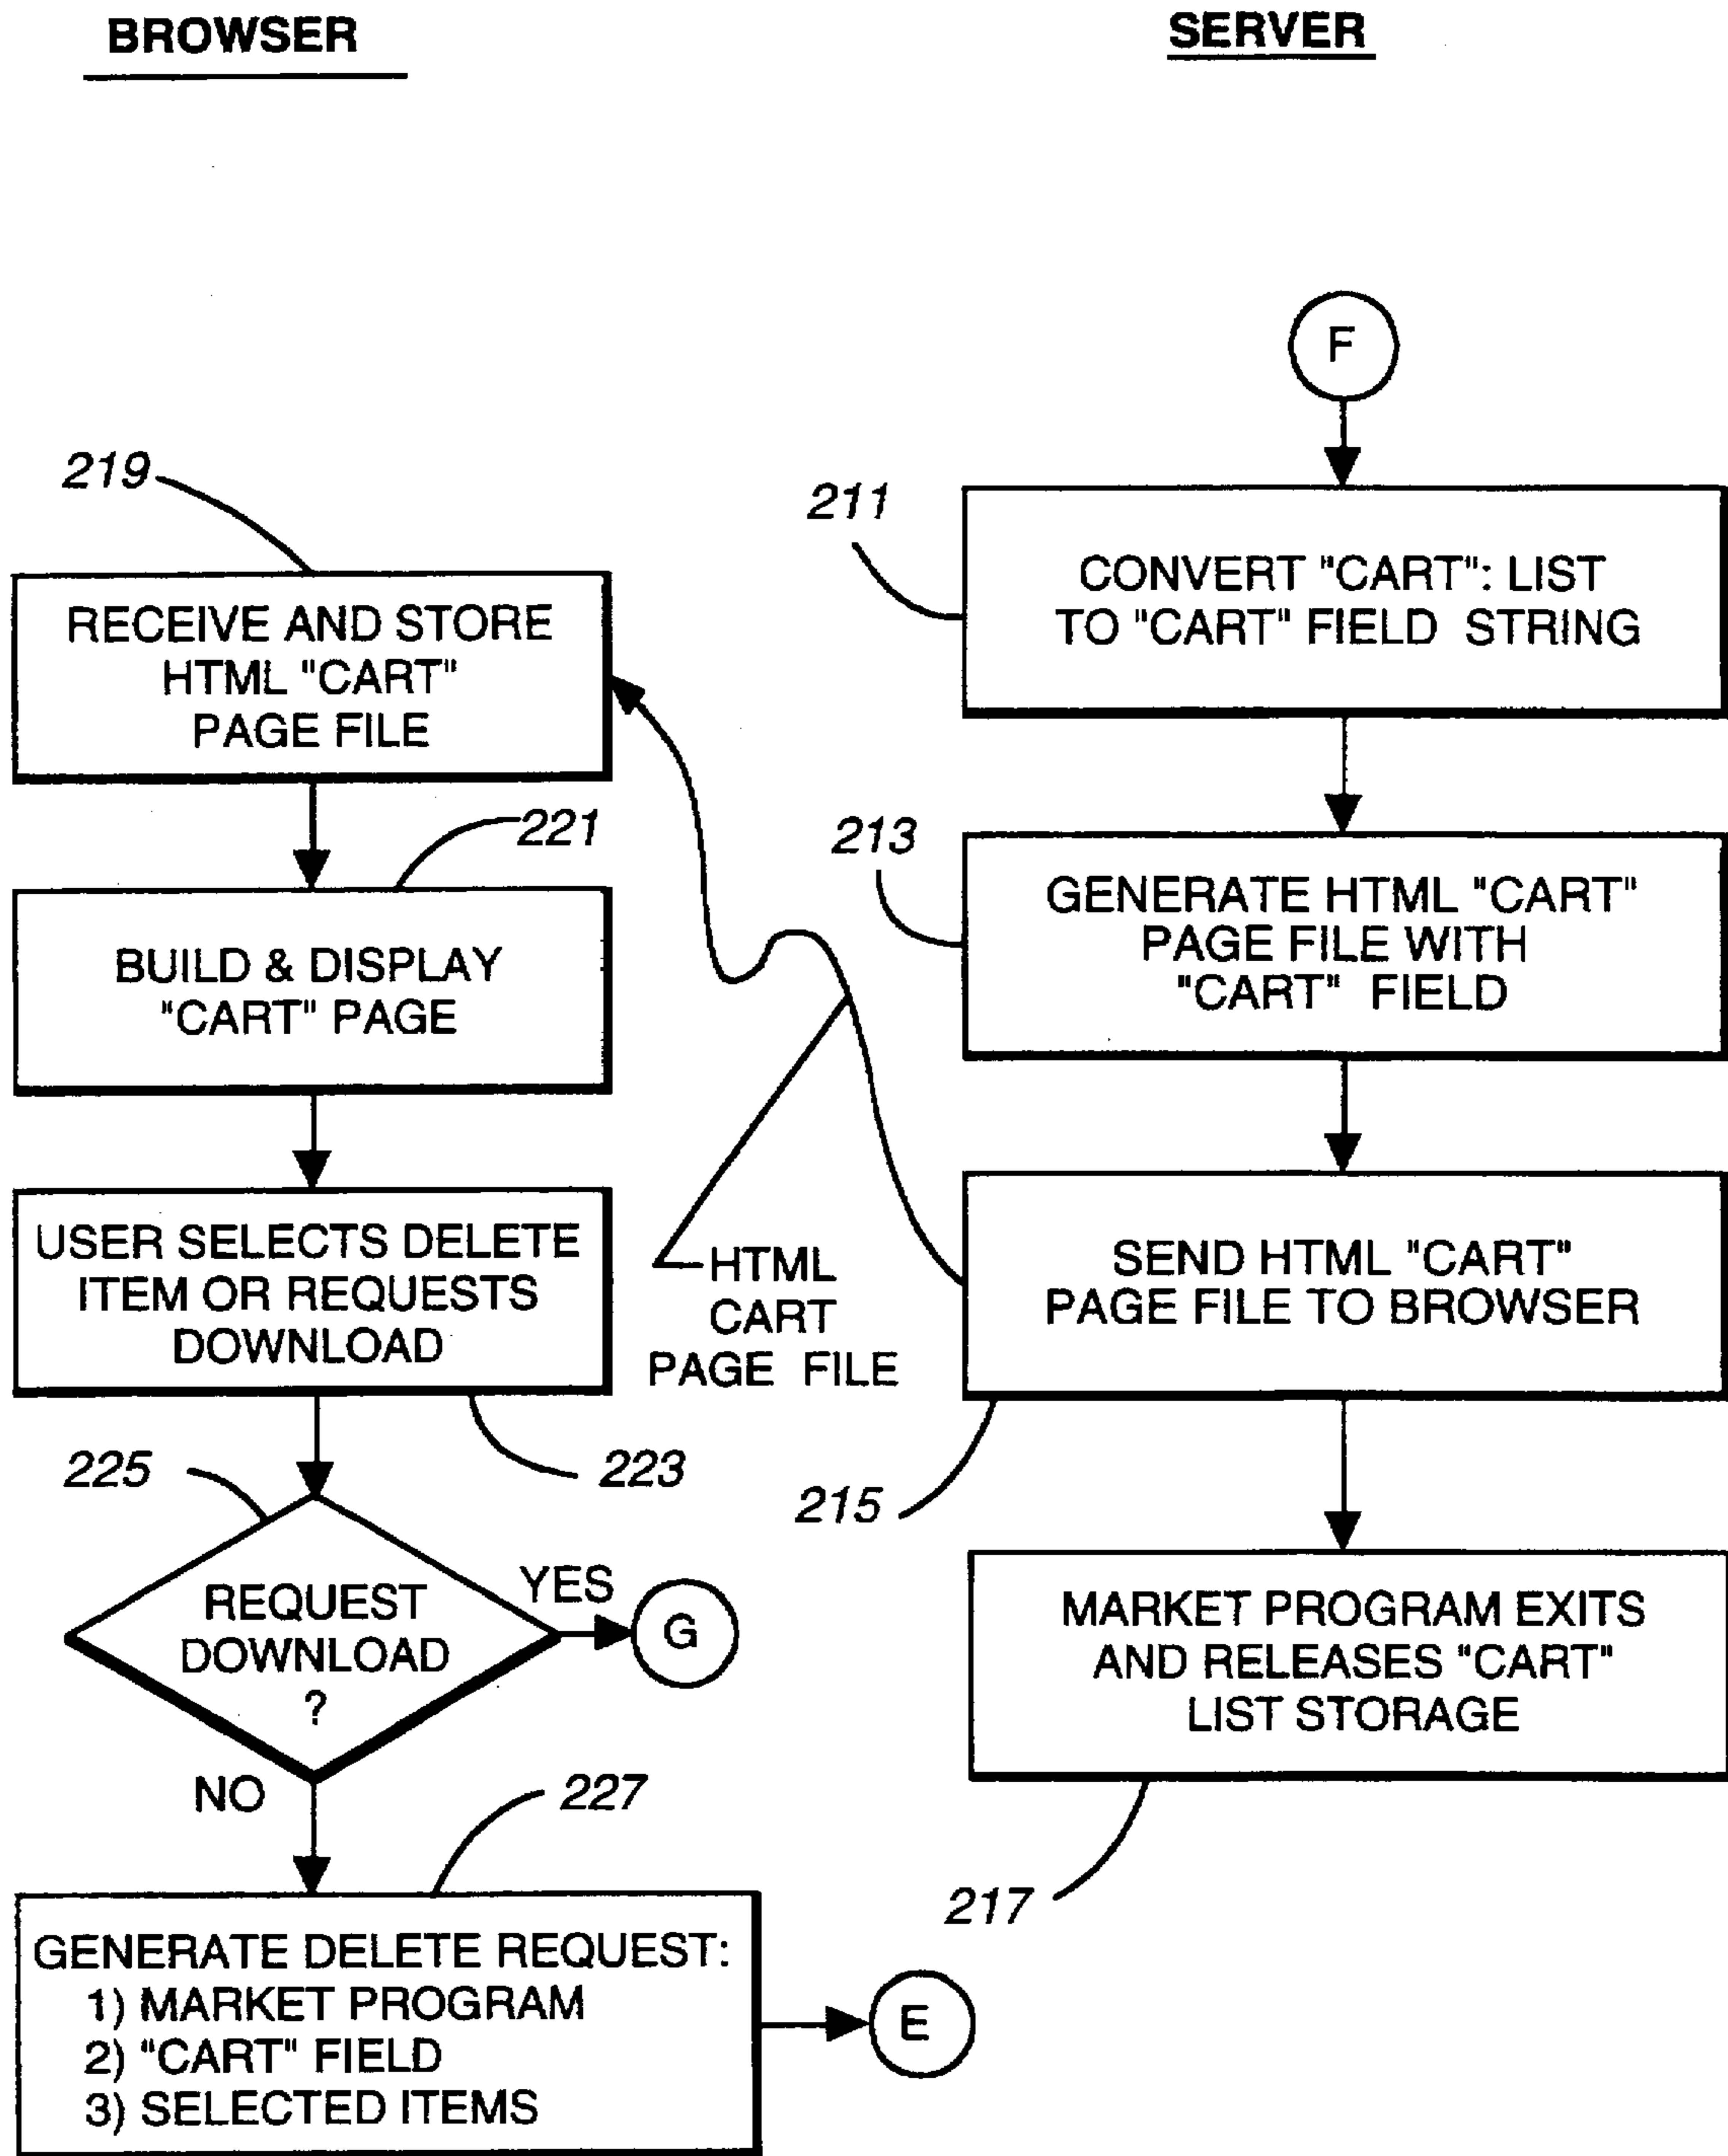 BROWSER
SERVER
F
219
211
RECEIVE AND STORE
HTML "CART"
PAGE FILE
CONVERT "CART": LIST
TO "CART" FIELD STRING
221
213
BUILD & DISPLAY
"CART" PAGE
GENERATE HTML "CART"
PAGE FILE WITH
"CART" FIELD
USER SELECTS DELETE
ITEM OR REQUESTS
DOWNLOAD
HTML
CART
PAGE FILE
SEND HTML "CART"
PAGE FILE TO BROWSER
225
223
215
REQUEST
DOWNLOAD
?
YES
G
MARKET PROGRAM EXITS
AND RELEASES "CART"
LIST STORAGE
NO
227
217
GENERATE DELETE REQUEST:
1) MARKET PROGRAM
2) "CART" FIELD
3) SELECTED ITEMS
E